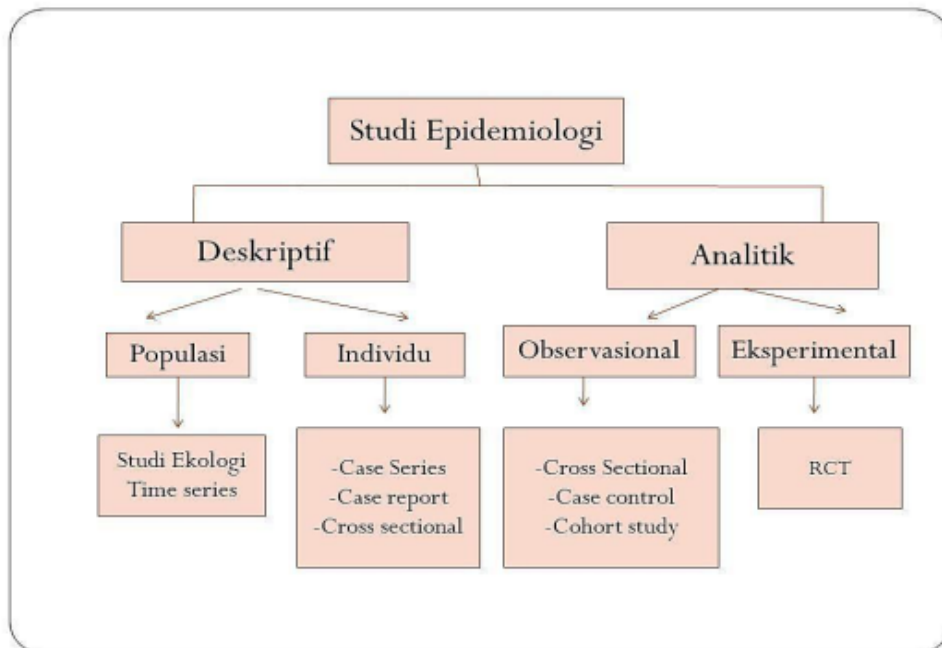 Studi Epidemiologi
Deskriptif
Analitik
Populasi
Individu
Observasional
Eksperimental
Studi Ekologi
Time series
-Case Series
-Case report
-Cross sectional
-Cross Sectional
-Case control
-Cohort study
RCT